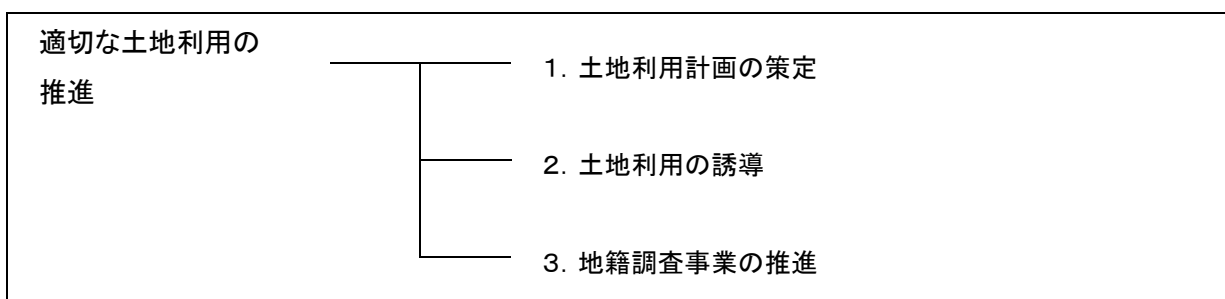 適切な土地利用の
推進
1．土地利用計画の策定
2．土地利用の誘導
3．地籍調査事業の推進